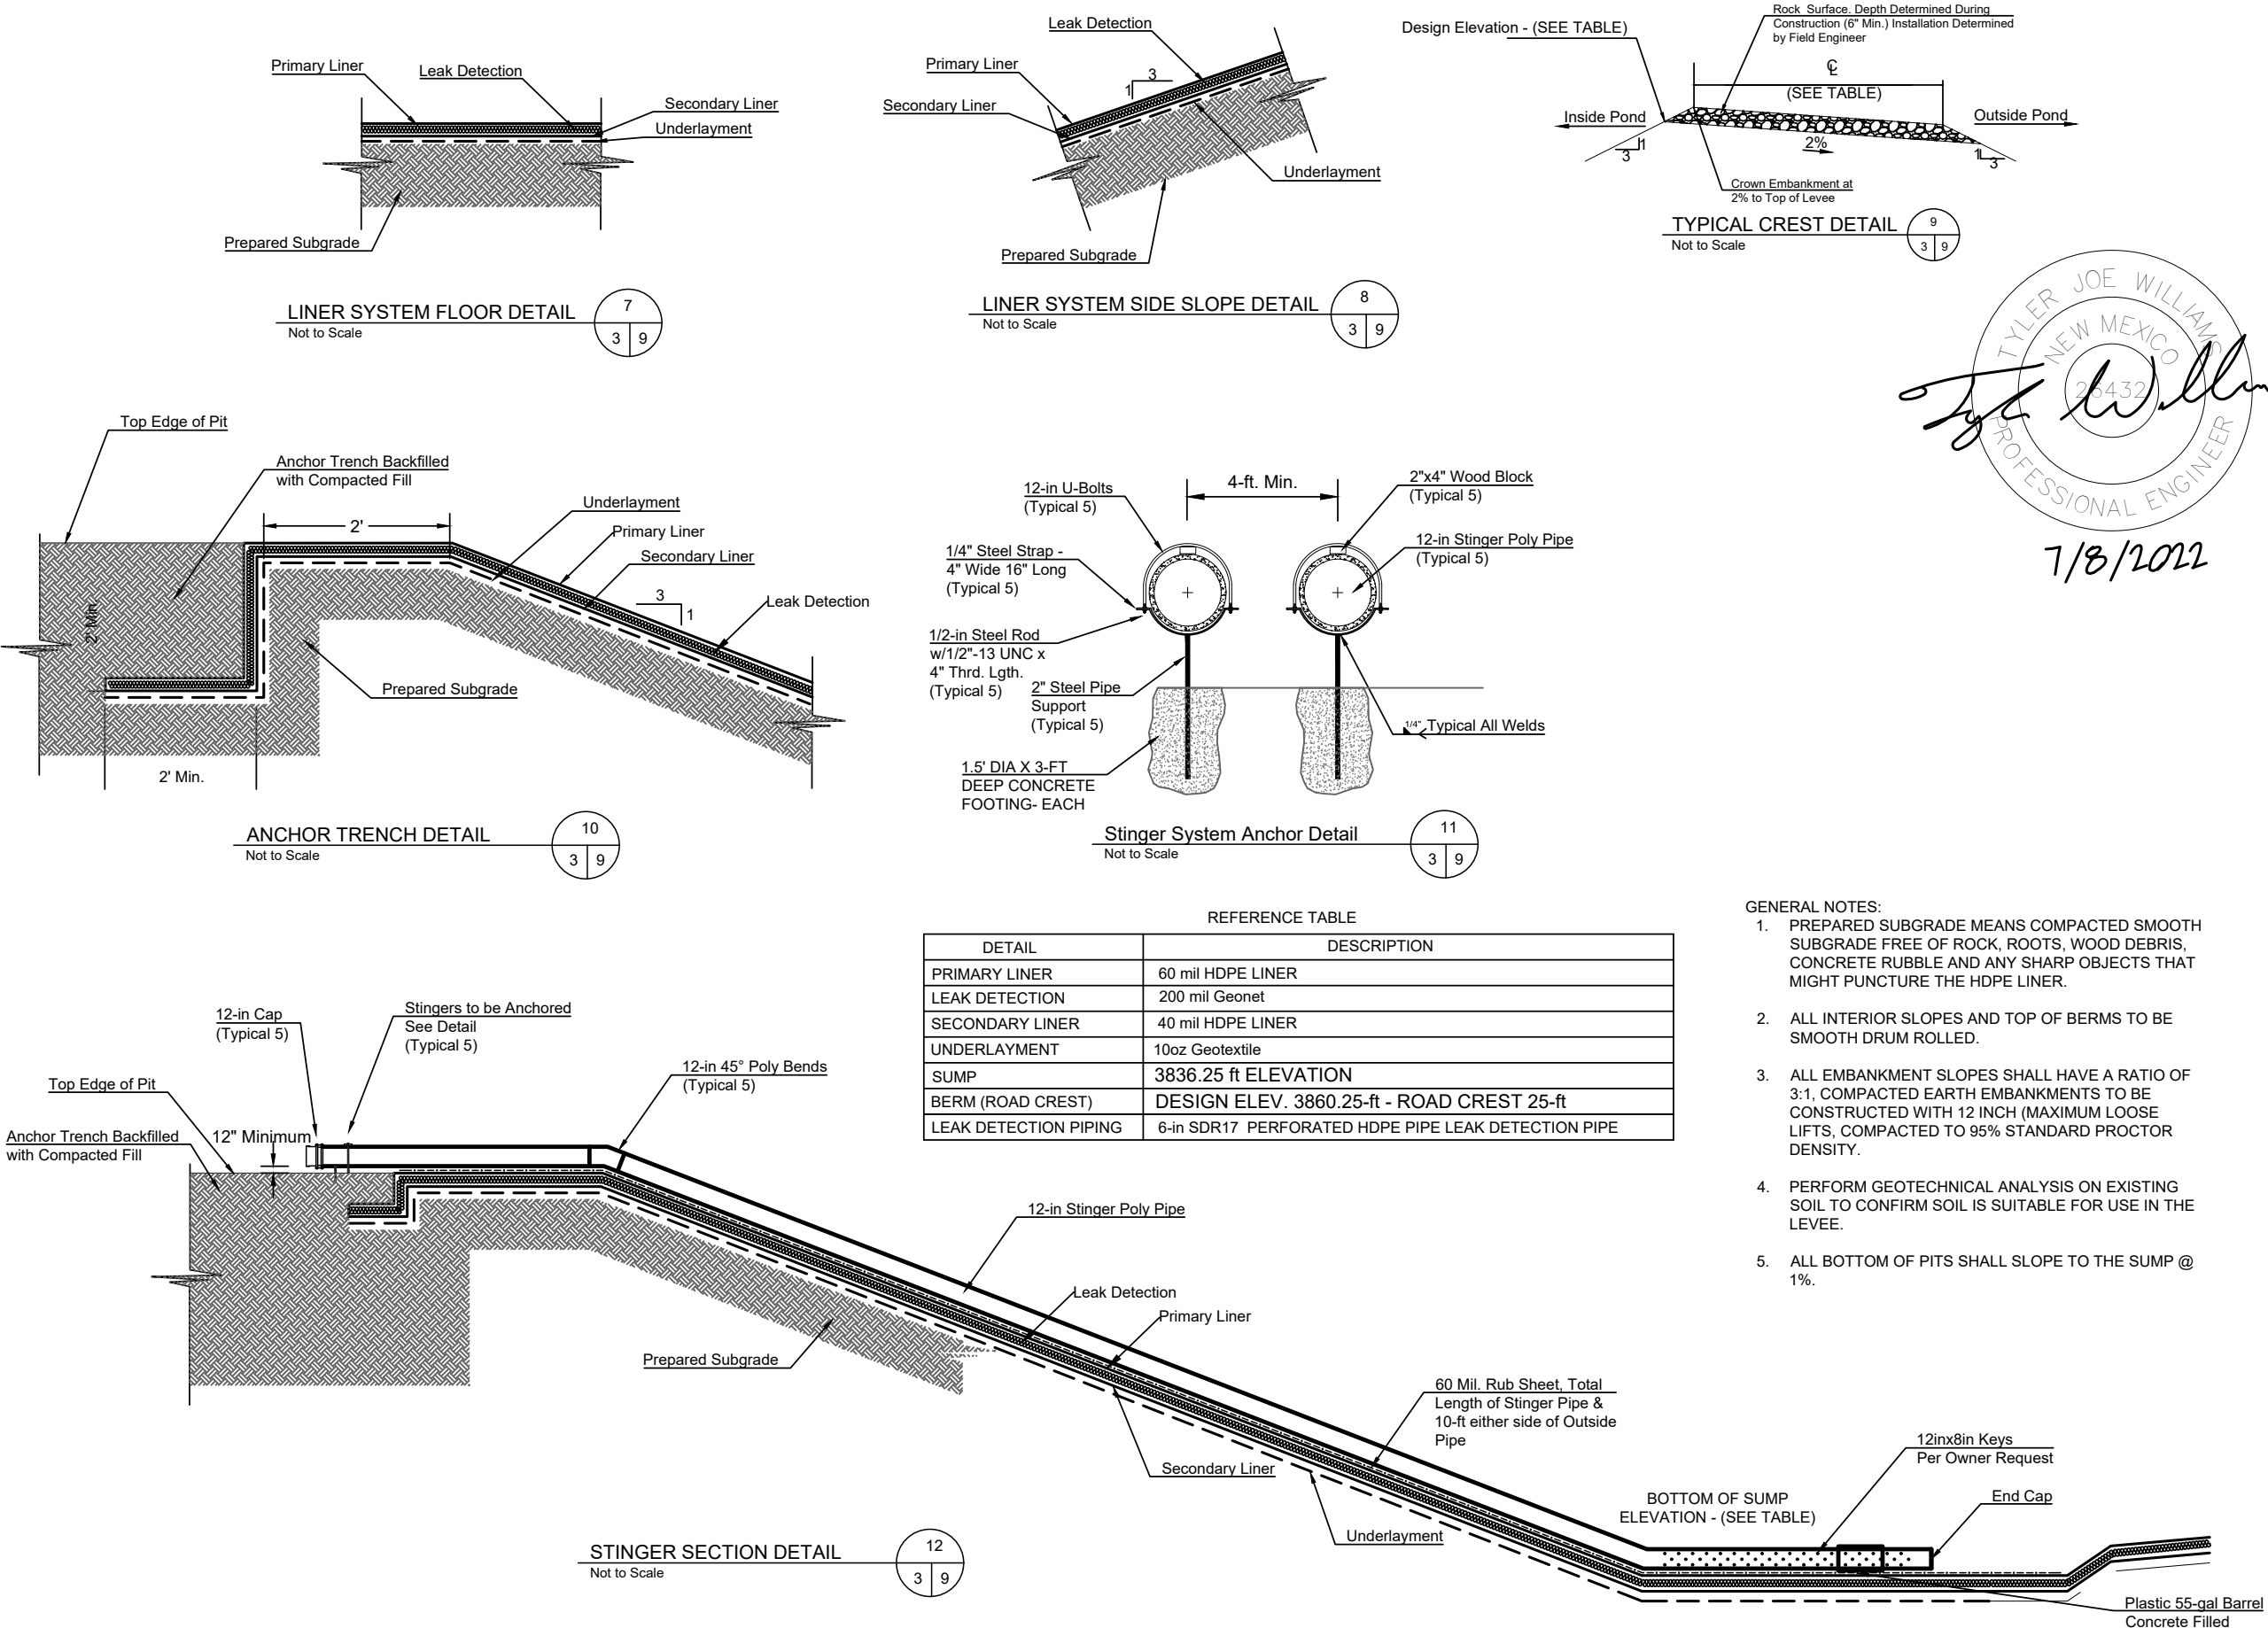 Primary Liner
Leak Detection
Secondary Liner
Underlayment
Prepared Subgrade
LINER SYSTEM FLOOR DETAIL
Not to Scale
7
3 9
Leak Detection
Primary Liner
Secondary Liner
3
1
Underlayment
Prepared Subgrade
LINER SYSTEM SIDE SLOPE DETAIL
Not to Scale
8
3 9
Design Elevation - (SEE TABLE)
Rock Surface. Depth Determined During
Construction (6" Min.) Installation Determined
by Field Engineer
℄
(SEE TABLE)
Inside Pond
Outside Pond
1
3
2%
1
3
Crown Embankment at
2% to Top of Levee
TYPICAL CREST DETAIL
Not to Scale
9
3 9
TYLER JOE WILLIAMS
NEW MEXICO
26432
PROFESSIONAL ENGINEER
7/8/2022
Top Edge of Pit
Anchor Trench Backfilled
with Compacted Fill
2'
Underlayment
Primary Liner
Secondary Liner
3
1
Leak Detection
2' Min.
Prepared Subgrade
2' Min.
ANCHOR TRENCH DETAIL
Not to Scale
10
3 9
12-in U-Bolts
(Typical 5)
4-ft. Min.
2"x4" Wood Block
(Typical 5)
1/4" Steel Strap -
4" Wide 16" Long
(Typical 5)
12-in Stinger Poly Pipe
(Typical 5)
1/2-in Steel Rod
w/1/2"-13 UNC x
4" Thrd. Lgth.
(Typical 5)
2" Steel Pipe
Support
(Typical 5)
1/4" Typical All Welds
1.5' DIA X 3-FT
DEEP CONCRETE
FOOTING- EACH
Stinger System Anchor Detail
Not to Scale
11
3 9
REFERENCE TABLE
DETAIL DESCRIPTION
PRIMARY LINER 60 mil HDPE LINER
LEAK DETECTION 200 mil Geonet
SECONDARY LINER 40 mil HDPE LINER
UNDERLAYMENT 10oz Geotextile
SUMP 3836.25 ft ELEVATION
BERM (ROAD CREST) DESIGN ELEV. 3860.25-ft - ROAD CREST 25-ft
LEAK DETECTION PIPING 6-in SDR17 PERFORATED HDPE PIPE LEAK DETECTION PIPE
GENERAL NOTES:
1. PREPARED SUBGRADE MEANS COMPACTED SMOOTH
SUBGRADE FREE OF ROCK, ROOTS, WOOD DEBRIS,
CONCRETE RUBBLE AND ANY SHARP OBJECTS THAT
MIGHT PUNCTURE THE HDPE LINER.
2. ALL INTERIOR SLOPES AND TOP OF BERMS TO BE
SMOOTH DRUM ROLLED.
3. ALL EMBANKMENT SLOPES SHALL HAVE A RATIO OF
3:1, COMPACTED EARTH EMBANKMENTS TO BE
CONSTRUCTED WITH 12 INCH (MAXIMUM LOOSE
LIFTS, COMPACTED TO 95% STANDARD PROCTOR
DENSITY.
4. PERFORM GEOTECHNICAL ANALYSIS ON EXISTING
SOIL TO CONFIRM SOIL IS SUITABLE FOR USE IN THE
LEVEE.
5. ALL BOTTOM OF PITS SHALL SLOPE TO THE SUMP @
1%.
12-in Cap
(Typical 5)
Stingers to be Anchored
See Detail
(Typical 5)
12-in 45° Poly Bends
(Typical 5)
Top Edge of Pit
Anchor Trench Backfilled
with Compacted Fill
12" Minimum
12-in Stinger Poly Pipe
Leak Detection
Primary Liner
Prepared Subgrade
60 Mil. Rub Sheet, Total
Length of Stinger Pipe &
10-ft either side of Outside
Pipe
Secondary Liner
Underlayment
12inx8in Keys
Per Owner Request
BOTTOM OF SUMP
ELEVATION - (SEE TABLE)
End Cap
Plastic 55-gal Barrel
Concrete Filled
STINGER SECTION DETAIL
Not to Scale
12
3 9